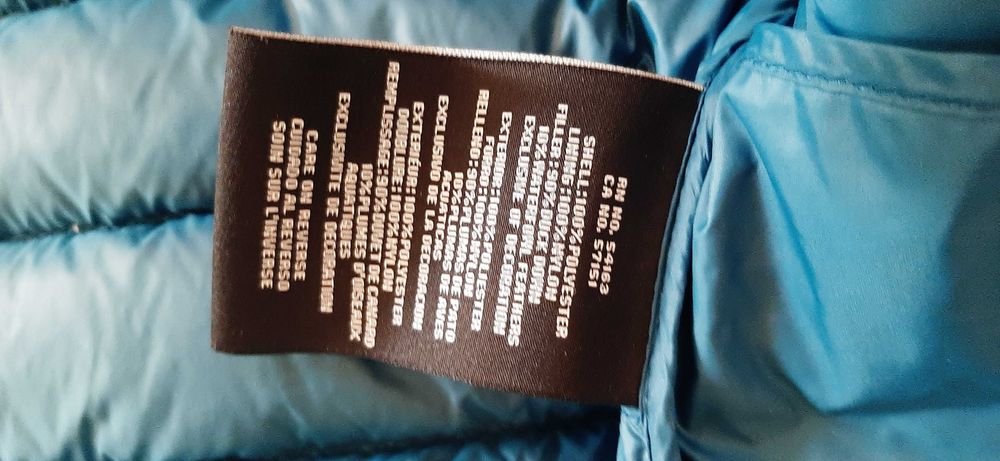 RN NO. 54163
CA NO. 57151
SHELL:100%POLYESTER
LINING:100%NYLON
FILLER:90%DUCK DOWN
10%WATERFOWL FEATHERS
EXCLUSIVE OF DECORATION
EXTERIOR:100%POLIESTER
FORRO:100%NYLON
RELLENO:90%PLUMAS DE PATO
10%PLUMAS DE AVES
ACUATICAS
EXCLUSIVO DE LA DECORACION
EXTERIEUR:100%POLYESTER
DOUBLURE:100%NYLON
REMPLISSAGE:90%DUVET DE CANARD
10%PLUMES D'OISEAUX
AQUATIQUES
EXCLUSIVITE DE DECORATION
CARE ON REVERSE
CUIDADO AL REVERSO
SOIN SUR L'INVERSE